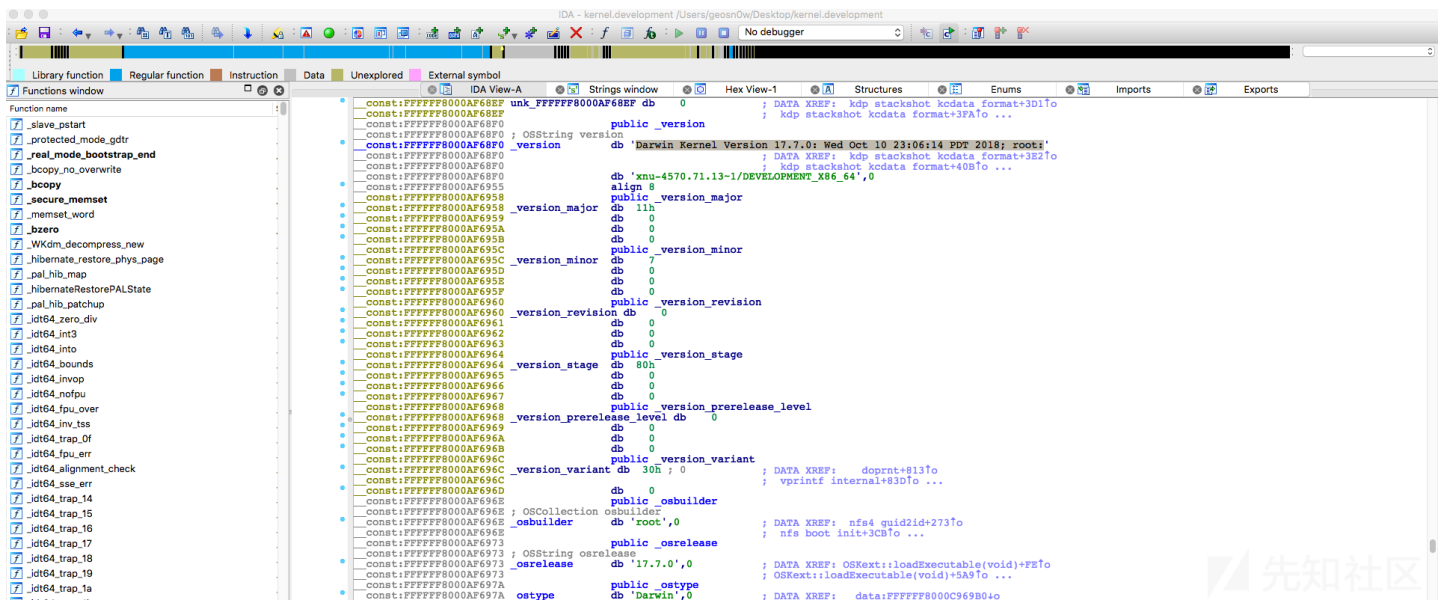 IDA - kernel.development /Users/geosn0w/Desktop/kernel.development
No debugger
Library function Regular function Instruction Data Unexplored External symbol
Functions window
IDA View-A Strings window Hex View-1 Structures Enums Imports Exports
Function name
_slave_pstart
_protected_mode_gdtr
_real_mode_bootstrap_end
_bcopy_no_overwrite
_bcopy
_secure_memset
_memset_word
_bzero
_WKdm_decompress_new
_hibernate_restore_phys_page
_pal_hib_map
_hibernateRestorePALState
_pal_hib_patchup
_idt64_zero_div
_idt64_int3
_idt64_into
_idt64_bounds
_idt64_invop
_idt64_nofpu
_idt64_fpu_over
_idt64_inv_tss
_idt64_trap_0f
_idt64_fpu_err
_idt64_alignment_check
_idt64_sse_err
_idt64_trap_14
_idt64_trap_15
_idt64_trap_16
_idt64_trap_17
_idt64_trap_18
_idt64_trap_19
_idt64_trap_1a
__const:FFFFFF8000AF68EF unk_FFFFFF8000AF68EF db 0 ; DATA XREF: kdp stackshot kcdata format+3D1↑o
__const:FFFFFF8000AF68EF ; kdp stackshot kcdata format+3FA↑o ...
__const:FFFFFF8000AF68F0 public _version
__const:FFFFFF8000AF68F0 ; OSString version
__const:FFFFFF8000AF68F0 _version db 'Darwin Kernel Version 17.7.0: Wed Oct 10 23:06:14 PDT 2018; root:'
__const:FFFFFF8000AF68F0 ; DATA XREF: kdp stackshot kcdata format+3E2↑o
__const:FFFFFF8000AF68F0 ; kdp stackshot kcdata format+40B↑o ...
__const:FFFFFF8000AF68F0 db 'xnu-4570.71.13~1/DEVELOPMENT_X86_64',0
__const:FFFFFF8000AF6955 align 8
__const:FFFFFF8000AF6958 public _version_major
__const:FFFFFF8000AF6958 _version_major db 11h
__const:FFFFFF8000AF6959 db 0
__const:FFFFFF8000AF695A db 0
__const:FFFFFF8000AF695B db 0
__const:FFFFFF8000AF695C public _version_minor
__const:FFFFFF8000AF695C _version_minor db 7
__const:FFFFFF8000AF695D db 0
__const:FFFFFF8000AF695E db 0
__const:FFFFFF8000AF695F db 0
__const:FFFFFF8000AF6960 public _version_revision
__const:FFFFFF8000AF6960 _version_revision db 0
__const:FFFFFF8000AF6961 db 0
__const:FFFFFF8000AF6962 db 0
__const:FFFFFF8000AF6963 db 0
__const:FFFFFF8000AF6964 public _version_stage
__const:FFFFFF8000AF6964 _version_stage db 80h
__const:FFFFFF8000AF6965 db 0
__const:FFFFFF8000AF6966 db 0
__const:FFFFFF8000AF6967 db 0
__const:FFFFFF8000AF6968 public _version_prerelease_level
__const:FFFFFF8000AF6968 _version_prerelease_level db 0
__const:FFFFFF8000AF6969 db 0
__const:FFFFFF8000AF696A db 0
__const:FFFFFF8000AF696B db 0
__const:FFFFFF8000AF696C public _version_variant
__const:FFFFFF8000AF696C _version_variant db 30h ; 0 ; DATA XREF: doprnt+813↑o
__const:FFFFFF8000AF696C ; vprintf internal+83D↑o ...
__const:FFFFFF8000AF696D db 0
__const:FFFFFF8000AF696E public _osbuilder
__const:FFFFFF8000AF696E ; OSCollection osbuilder
__const:FFFFFF8000AF696E _osbuilder db 'root',0 ; DATA XREF: nfs4 guid2id+273↑o
__const:FFFFFF8000AF696E ; nfs boot init+3CB↑o ...
__const:FFFFFF8000AF6973 public _osrelease
__const:FFFFFF8000AF6973 ; OSString osrelease
__const:FFFFFF8000AF6973 _osrelease db '17.7.0',0 ; DATA XREF: OSKext::loadExecutable(void)+FE↑o
__const:FFFFFF8000AF6973 ; OSKext::loadExecutable(void)+5A9↑o ...
__const:FFFFFF8000AF697A public _ostype
__const:FFFFFF8000AF697A _ostype db 'Darwin',0 ; DATA XREF: data:FFFFFF8000C969B0↓o
先知社区